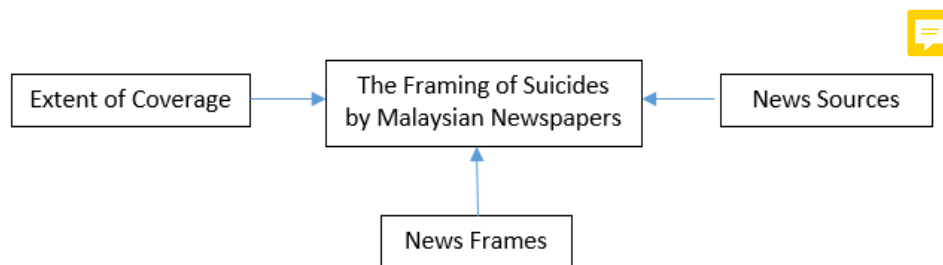 Extent of Coverage
The Framing of Suicides
by Malaysian Newspapers
News Sources
News Frames